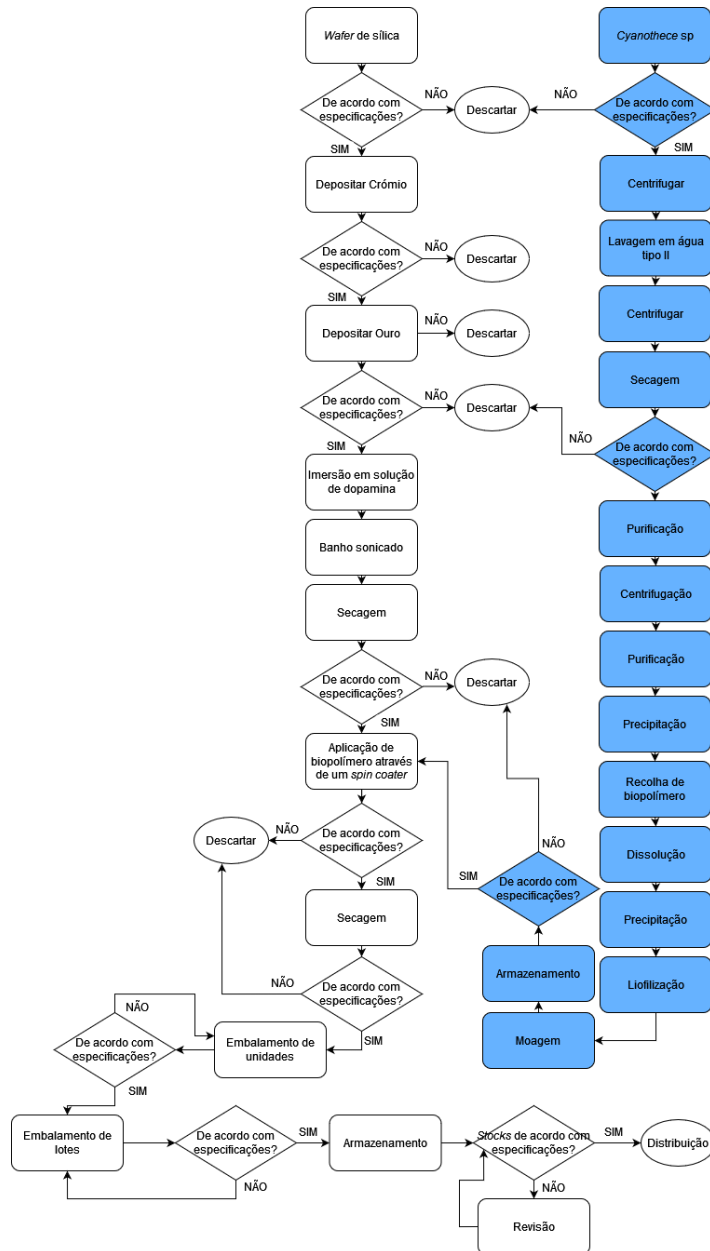 Wafer de sílica
Cyanothece sp
De acordo com
especificações?
NÃO
Descartar
NÃO
De acordo com
especificações?
SIM
SIM
Depositar Crómio
Centrifugar
De acordo com
especificações?
NÃO
Descartar
Lavagem em água
tipo II
SIM
Depositar Ouro
NÃO
Descartar
Centrifugar
De acordo com
especificações?
NÃO
Descartar
Secagem
SIM
NÃO
De acordo com
especificações?
Imersão em solução
de dopamina
Banho sonicado
Purificação
Secagem
Centrifugação
De acordo com
especificações?
NÃO
Descartar
Purificação
SIM
Precipitação
Aplicação de
biopolímero através
de um spin coater
Recolha de
biopolímero
Descartar
NÃO
De acordo com
especificações?
NÃO
Dissolução
SIM
SIM
De acordo com
especificações?
Secagem
Precipitação
NÃO
De acordo com
especificações?
Armazenamento
Liofilização
NÃO
SIM
De acordo com
especificações?
Embalamento de
unidades
Moagem
SIM
Embalamento de
lotes
De acordo com
especificações?
SIM
NÃO
Armazenamento
Stocks de acordo com
especificações?
SIM
Distribuição
NÃO
Revisão